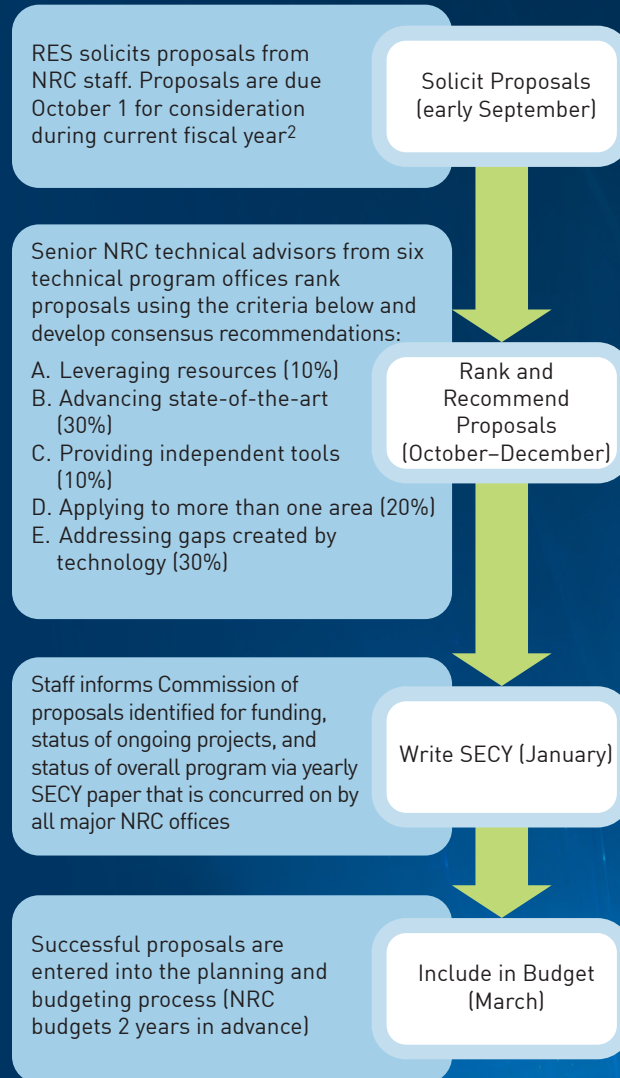 RES solicits proposals from
NRC staff. Proposals are due
October 1 for consideration
during current fiscal year2
Solicit Proposals
(early September)
Senior NRC technical advisors from six
technical program offices rank
proposals using the criteria below and
develop consensus recommendations:
A. Leveraging resources (10%)
B. Advancing state-of-the-art
(30%)
C. Providing independent tools
(10%)
D. Applying to more than one area (20%)
E. Addressing gaps created by
technology (30%)
Rank and
Recommend
Proposals
(October–December)
Staff informs Commission of
proposals identified for funding,
status of ongoing projects, and
status of overall program via yearly
SECY paper that is concurred on by
all major NRC offices
Write SECY (January)
Successful proposals are
entered into the planning and
budgeting process (NRC
budgets 2 years in advance)
Include in Budget
(March)